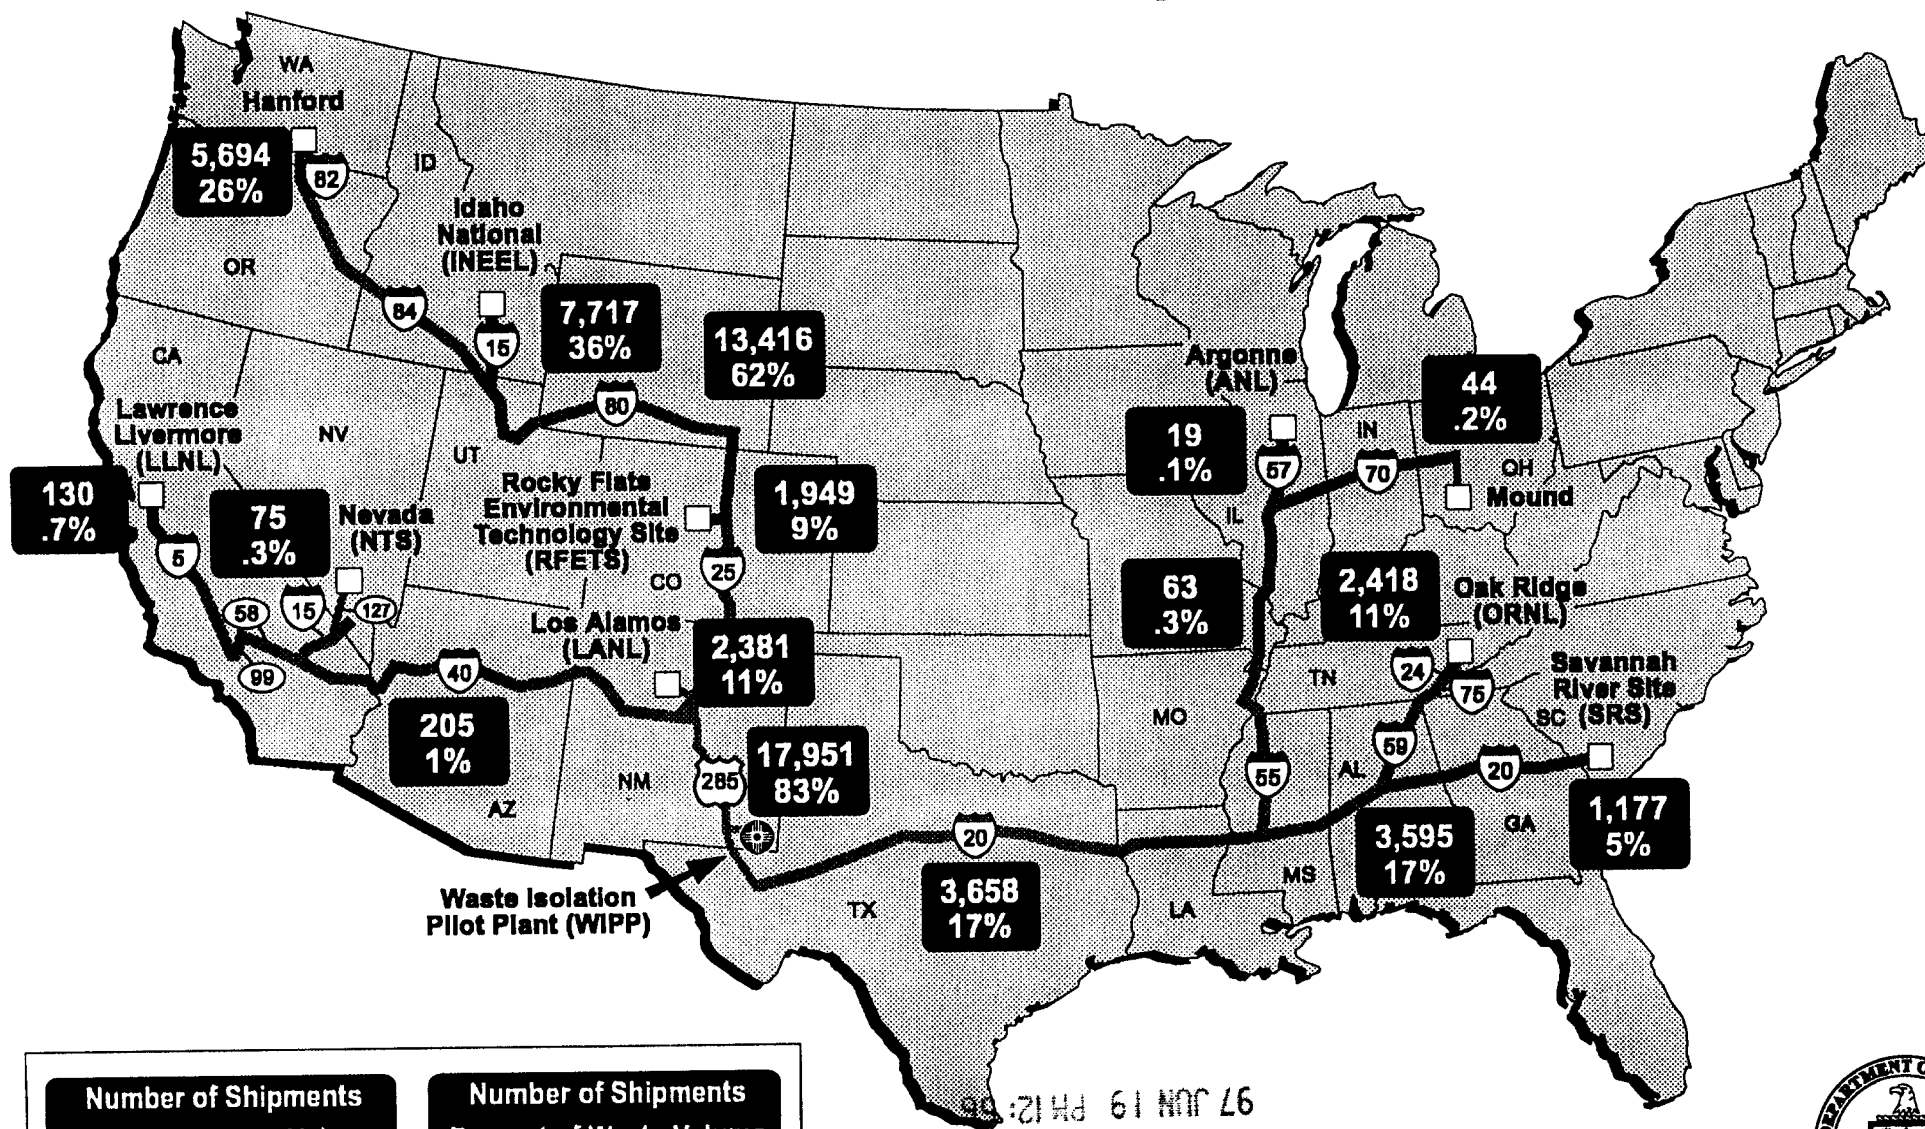 WA
Hanford
5,694
26%
82
ID
Idaho
National
(INEEL)
OR
84
15
7,717
36%
13,416
62%
80
CA
Lawrence
Livermore
(LLNL)
NV
UT
130
.7%
5
75
.3%
Nevada
(NTS)
58
15
127
99
Rocky Flats
Environmental
Technology Site
(RFETS)
1,949
9%
CO
25
Los Alamos
(LANL)
2,381
11%
40
205
1%
AZ
NM
285
17,951
83%
Waste Isolation
Pilot Plant (WIPP)
TX
20
3,658
17%
LA
MS
MO
Argonne
(ANL)
19
.1%
57
IL
IN
70
44
.2%
OH
Mound
63
.3%
2,418
11%
Oak Ridge
(ORNL)
TN
24
75
59
55
AL
Savannah
River Site
SC (SRS)
20
GA
3,595
17%
1,177
5%
Number of Shipments
Number of Shipments
97 JUN 19 PM 12: